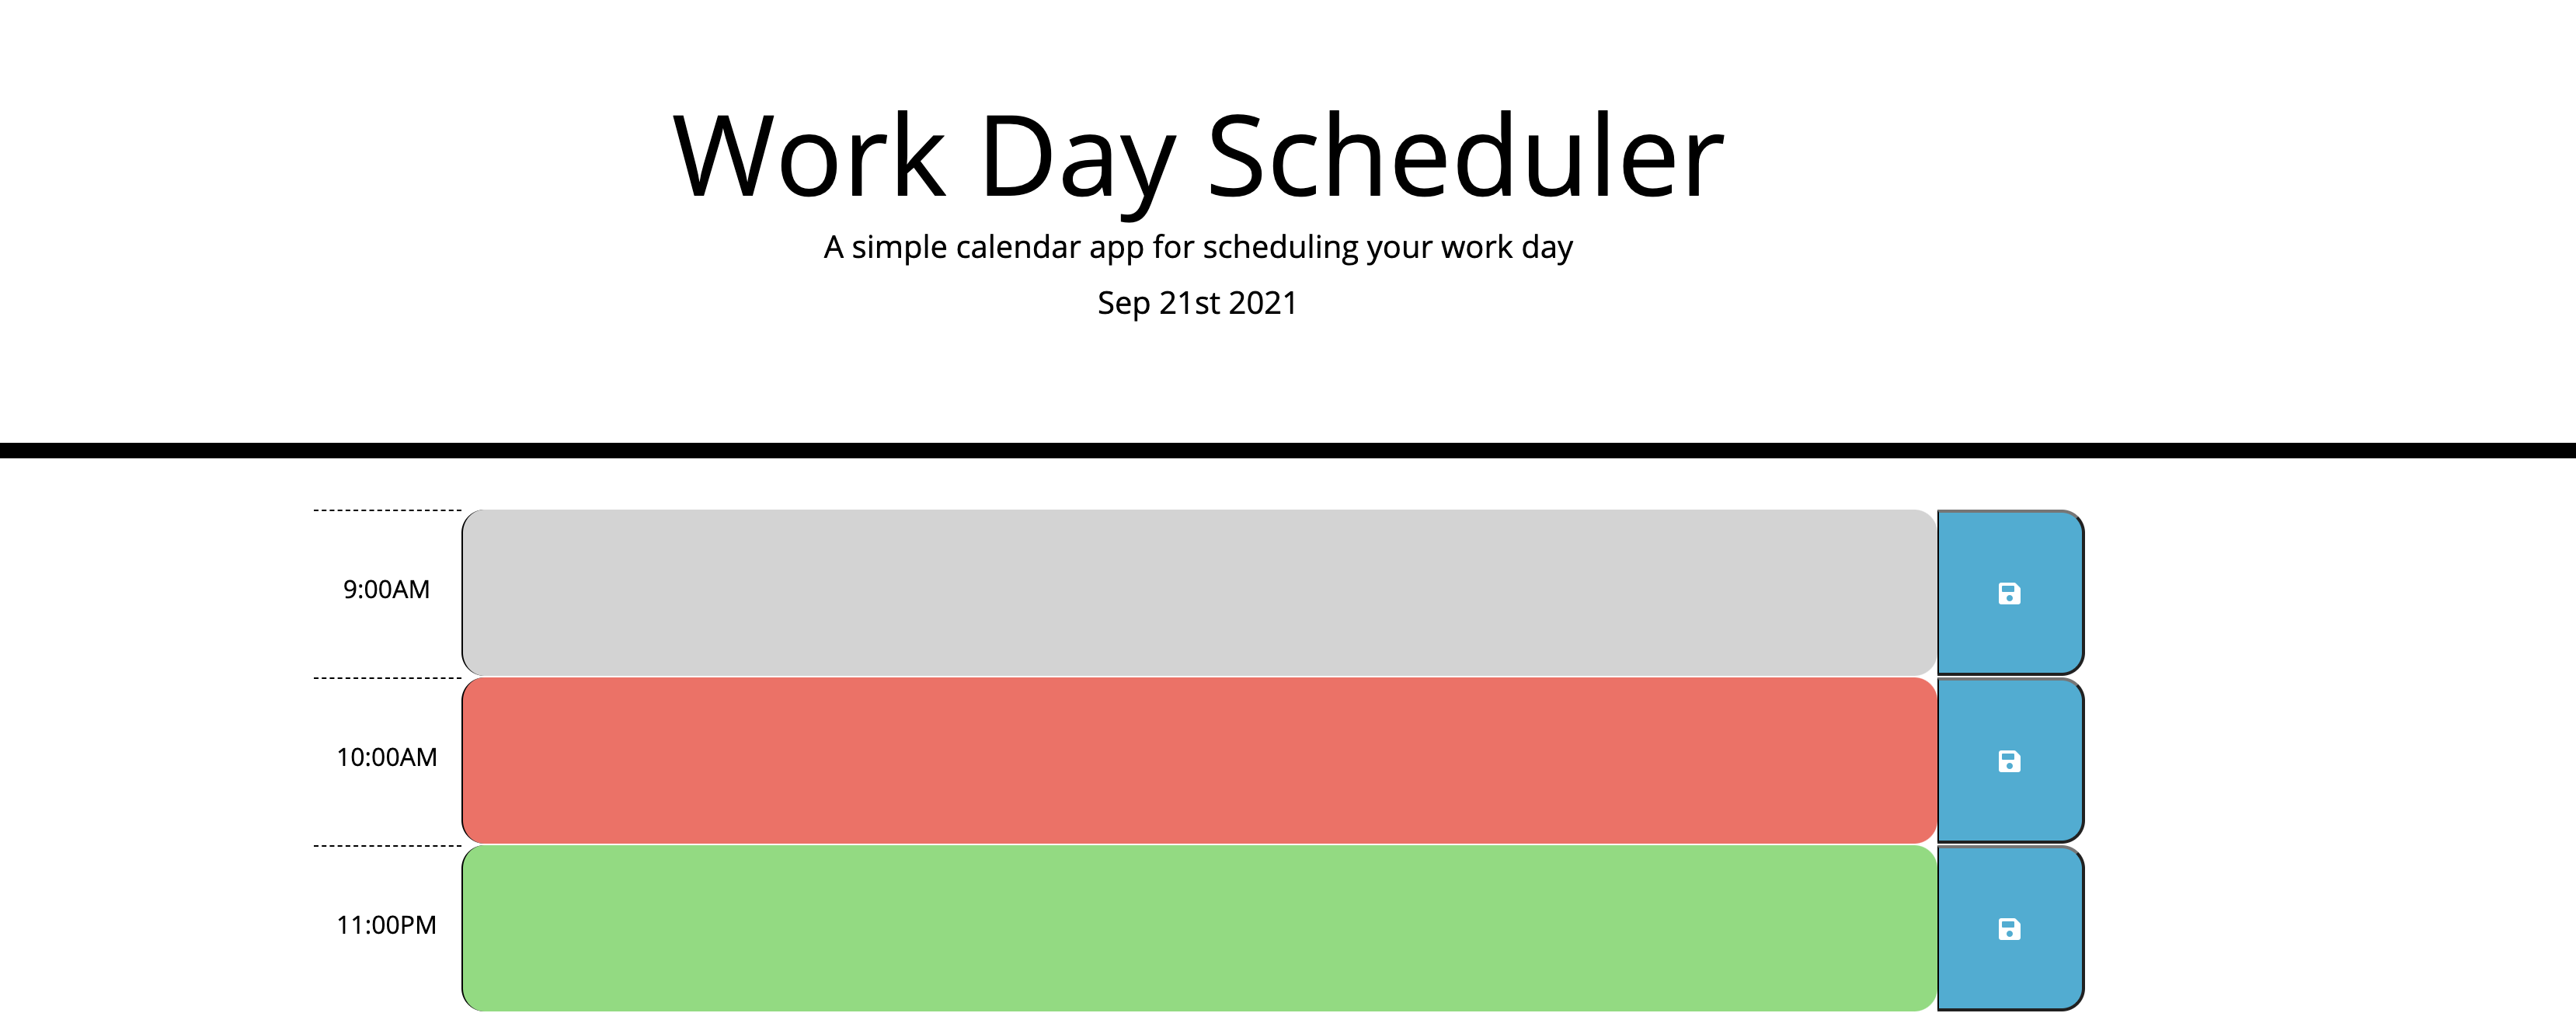 Work Day Scheduler
A simple calendar app for scheduling your work day
Sep 21st 2021
9:00AM
10:00AM
11:00PM